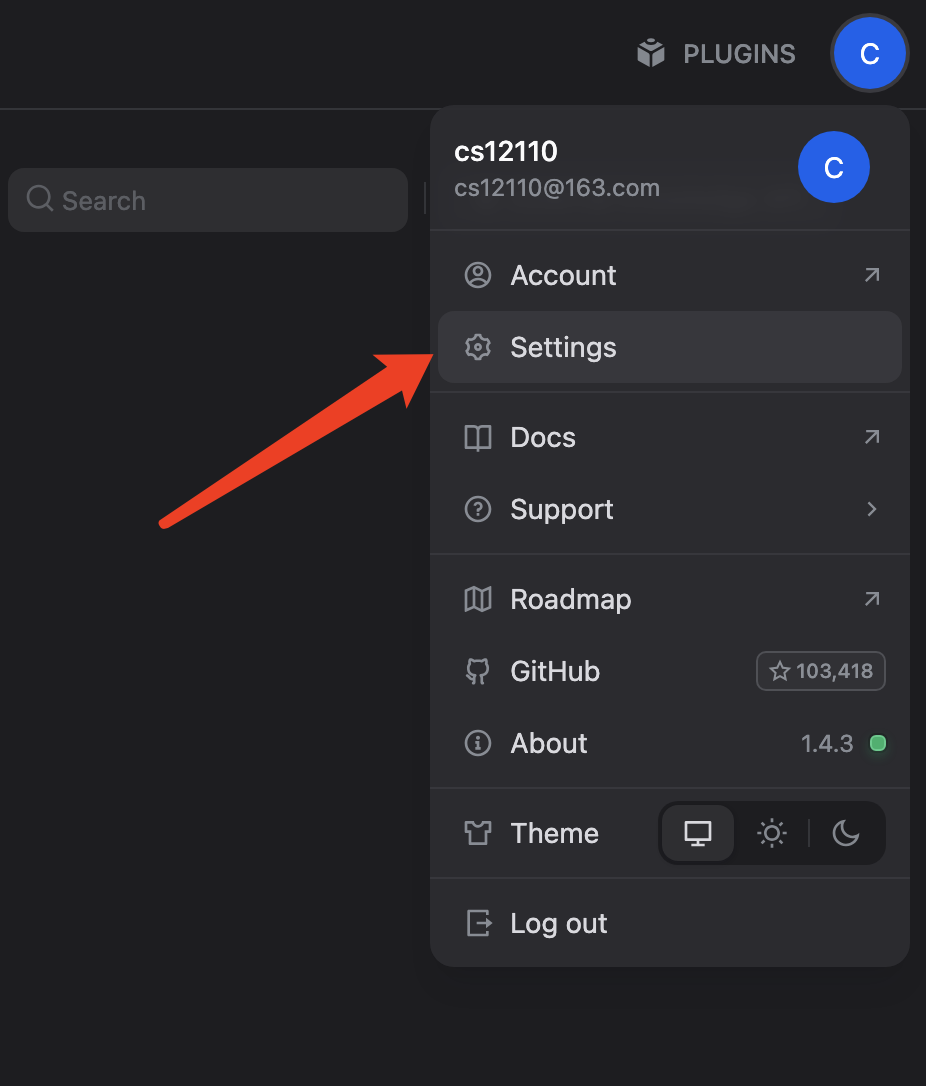 PLUGINS
C
cs12110
cs12110@163.com
C
Search
Account
Settings
Docs
Support
Roadmap
GitHub
103,418
About
1.4.3
Theme
Log out